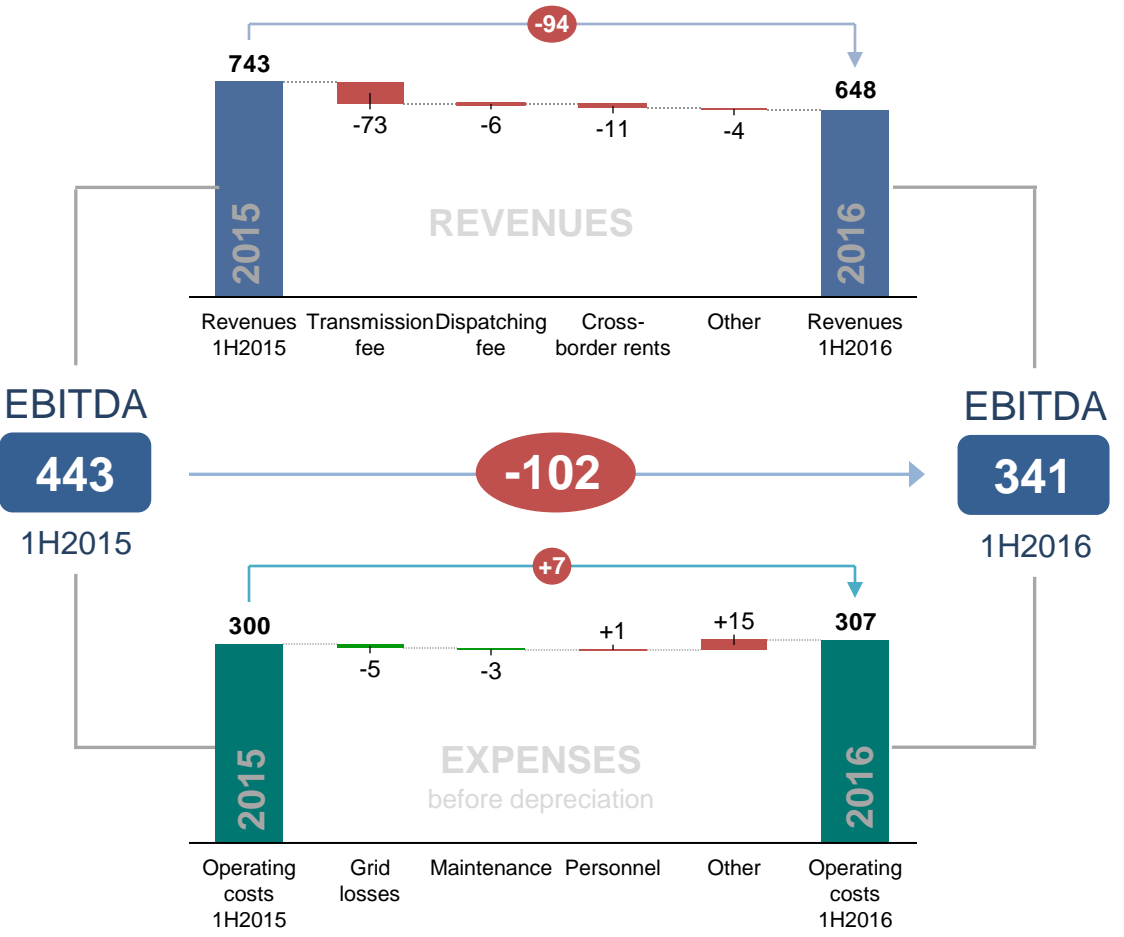 -94
743
648
-73
-6
-11
-4
2015
REVENUES
2016
Revenues 1H2015
Transmission fee
Dispatching fee
Cross-border rents
Other
Revenues 1H2016
EBITDA
443
1H2015
-102
EBITDA
341
1H2016
+7
300
-5
-3
+1
+15
307
2015
EXPENSES
before depreciation
2016
Operating costs 1H2015
Grid losses
Maintenance
Personnel
Other
Operating costs 1H2016